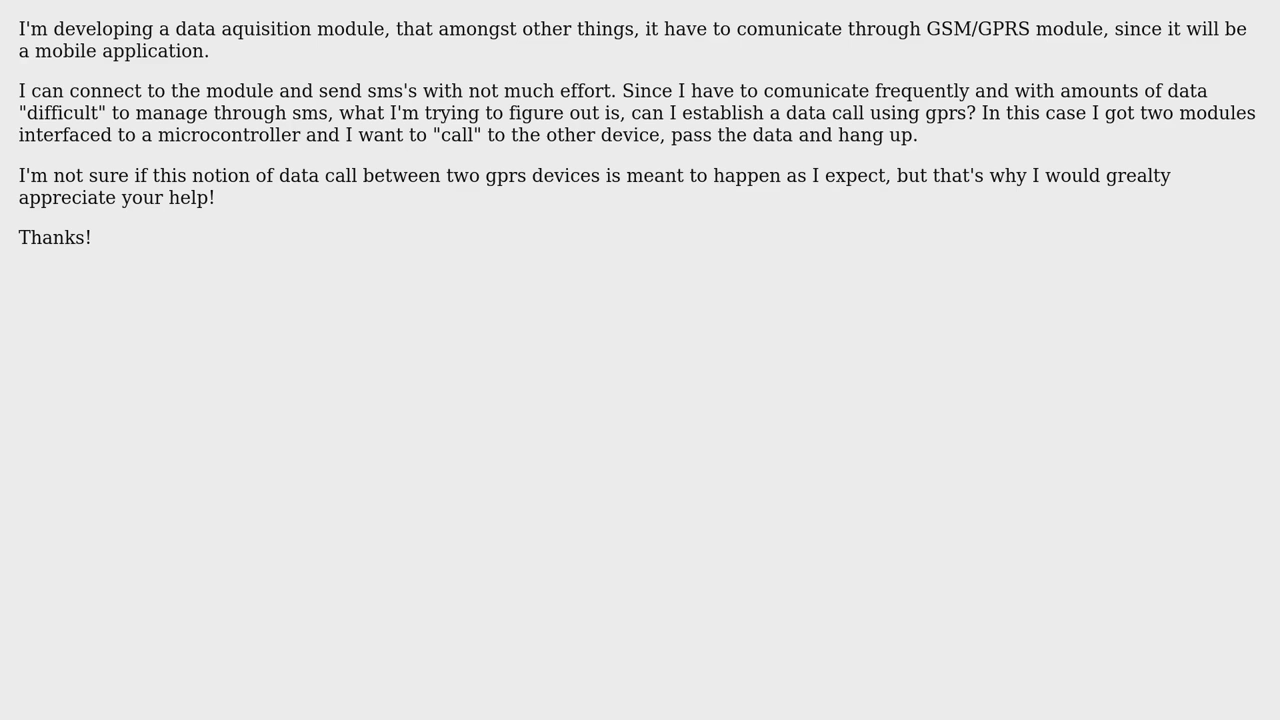 I'm developing a data aquisition module, that amongst other things, it have to comunicate through GSM/GPRS module, since it will be
a mobile application.
I can connect to the module and send sms's with not much effort. Since I have to comunicate frequently and with amounts of data
"difficult" to manage through sms, what I'm trying to figure out is, can I establish a data call using gprs? In this case I got two modules
interfaced to a microcontroller and I want to "call" to the other device, pass the data and hang up.
I'm not sure if this notion of data call between two gprs devices is meant to happen as I expect, but that's why I would grealty
appreciate your help!
Thanks!